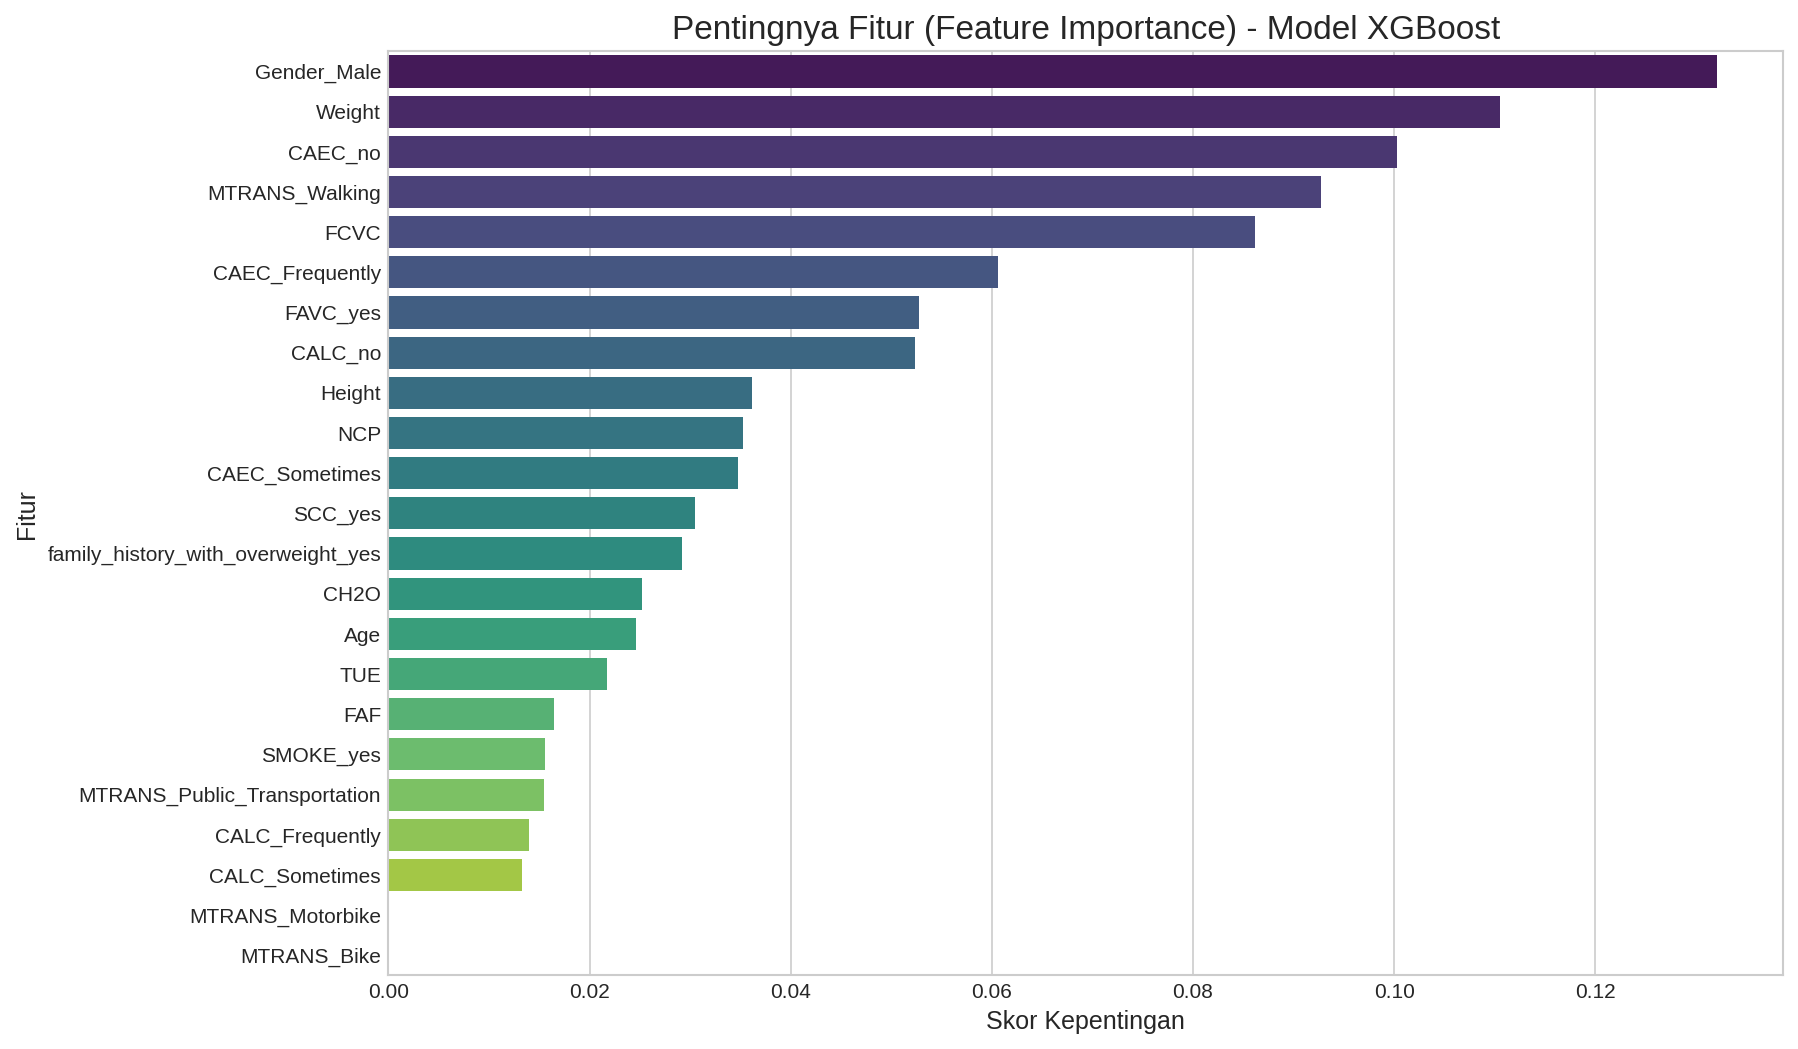 Pentingnya Fitur (Feature Importance) - Model XGBoost
Gender_Male
Weight
CAEC_no
MTRANS_Walking
FCVC
CAEC_Frequently
FAVC_yes
CALC_no
Height
NCP
CAEC_Sometimes
SCC_yes
family_history_with_overweight_yes
CH2O
Age
TUE
FAF
SMOKE_yes
MTRANS_Public_Transportation
CALC_Frequently
CALC_Sometimes
MTRANS_Motorbike
MTRANS_Bike
Fitur
0.00 0.02 0.04 0.06 0.08 0.10 0.12
Skor Kepentingan